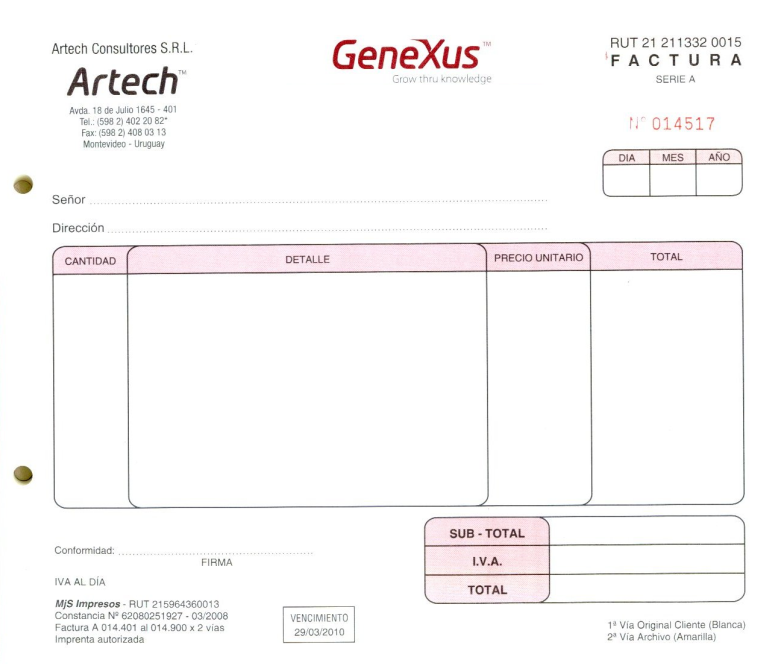 Artech Consultores S.R.L.
Artech™
Avda. 18 de Julio 1645 - 401
Tel.: (598 2) 402 20 82*
Fax: (598 2) 408 03 13
Montevideo - Uruguay
GeneXus™
Grow thru knowledge
RUT 21 211332 0015
FACTURA
SERIE A
Nº 014517
DIA MES AÑO
Señor
Dirección
CANTIDAD DETALLE PRECIO UNITARIO TOTAL
SUB - TOTAL
I.V.A.
TOTAL
Conformidad:
FIRMA
IVA AL DÍA
MjS Impresos - RUT 215964360013
Constancia Nº 62080251927 - 03/2008
Factura A 014.401 al 014.900 x 2 vías
Imprenta autorizada
VENCIMIENTO
29/03/2010
1ª Vía Original Cliente (Blanca)
2ª Vía Archivo (Amarilla)